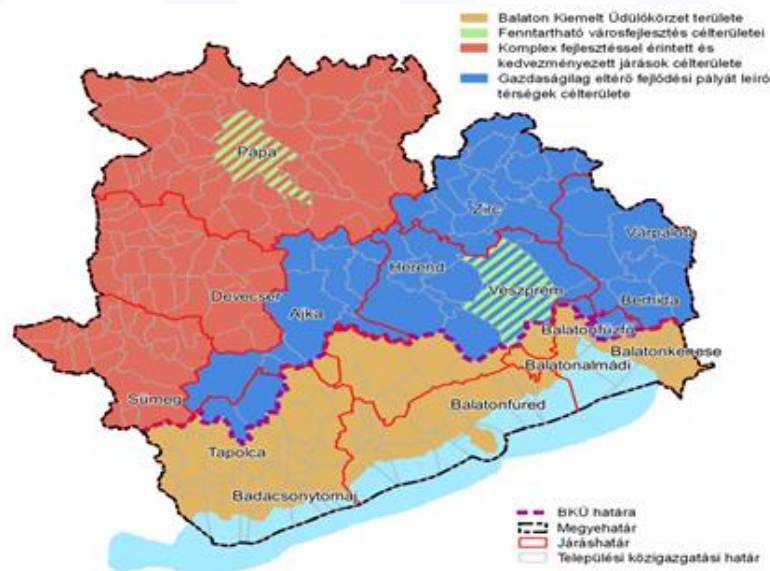 Balaton Kiemelt Üdülőkörzet területe
Fenntartható városfejlesztés célterületei
Komplex fejlesztéssel érintett és
kedvezményezett járások célterülete
Gazdaságilag eltérő fejlődési pályát leíró
térségek célterülete
Pápa
Zirc
Várpalota
Herend
Veszprém
Devecser
Ajka
Berhida
Balatonfűzfő
Balatonkenese
Balatonalmádi
Sümeg
Balatonfüred
Tapolca
Badacsonytomaj
BKÜ határa
Megyehatár
Járáshatár
Települési közigazgatási határ